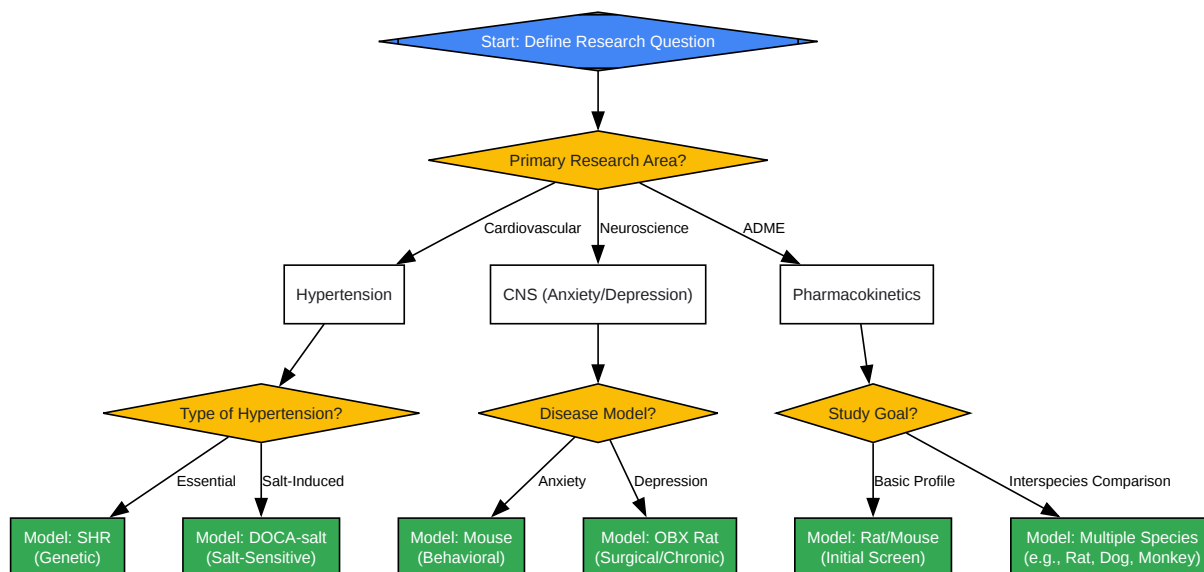 Start: Define Research Question
Primary Research Area?
Cardiovascular
Neuroscience
ADME
Hypertension
CNS (Anxiety/Depression)
Pharmacokinetics
Type of Hypertension?
Disease Model?
Study Goal?
Essential
Salt-Induced
Anxiety
Depression
Basic Profile
Interspecies Comparison
Model: SHR
(Genetic)
Model: DOCA-salt
(Salt-Sensitive)
Model: Mouse
(Behavioral)
Model: OBX Rat
(Surgical/Chronic)
Model: Rat/Mouse
(Initial Screen)
Model: Multiple Species
(e.g., Rat, Dog, Monkey)